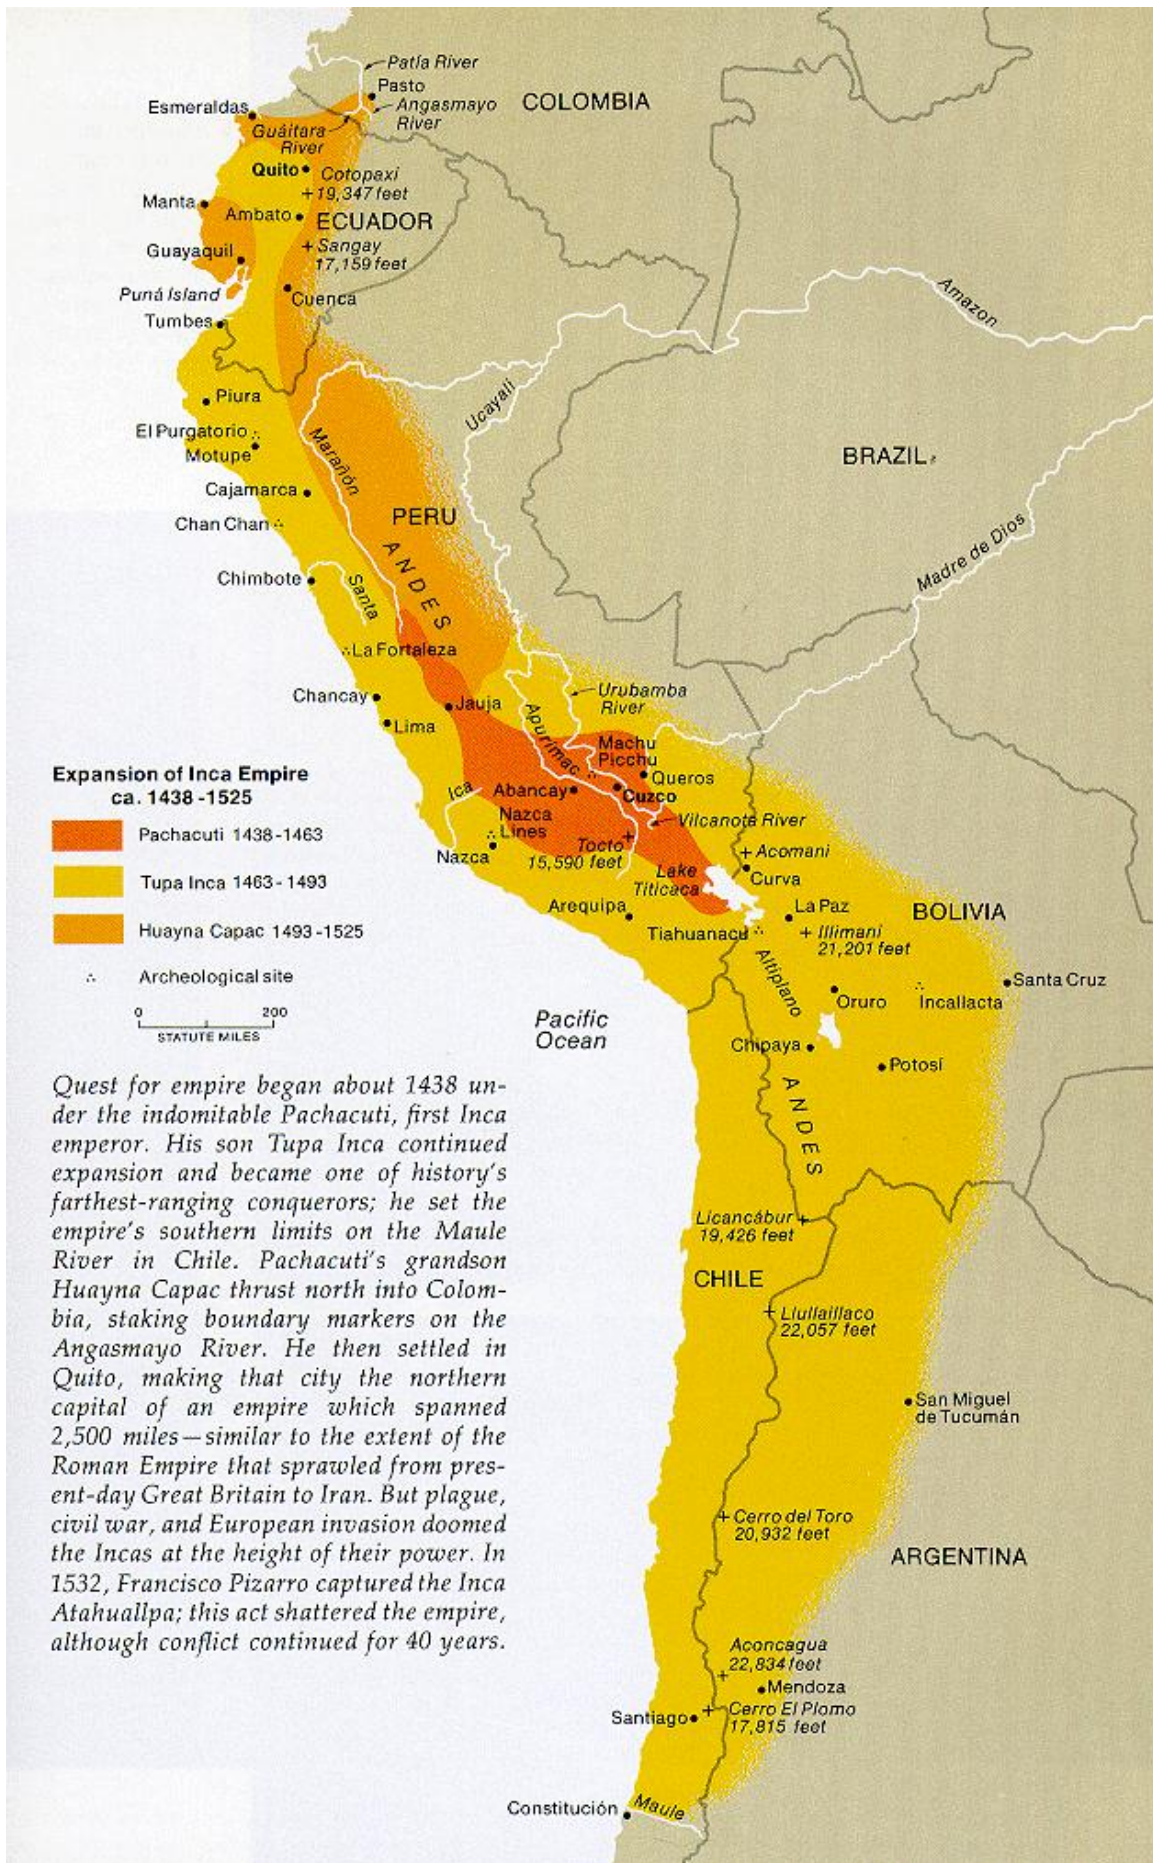 Patía River
Pasto
Esmeraldas
Angasmayo
River
COLOMBIA
Guáitara
River
Quito
Cotopaxi
19,347 feet
Manta
Ambato
ECUADOR
Guayaquil
Sangay
17,159 feet
Puná Island
Cuenca
Tumbes
Amazon
Piura
Ucayali
El Purgatorio
Motupe
Marañón
BRAZIL
Cajamarca
Chan Chan
PERU
ANDES
Madre de Dios
Chimbote
Santa
La Fortaleza
Chancay
Jauja
Lima
Urubamba
River
Apurimac
Machu
Picchu
Queros
Ica
Abancay
Cuzco
Nazca
Lines
Vilcanota River
Nazca
Tocto
15,590 feet
Acomani
Lake
Titicaca
Curva
Arequipa
La Paz
BOLIVIA
Tiahuanacu
Illimani
21,201 feet
Altiplano
Santa Cruz
Oruro
Incallacta
Pacific
Ocean
Chipaya
Potosí
ANDES
Licancábur
19,426 feet
CHILE
Llullaillaco
22,057 feet
San Miguel
de Tucumán
Cerro del Toro
20,932 feet
ARGENTINA
Aconcagua
22,834 feet
Mendoza
Santiago
Cerro El Plomo
17,815 feet
Constitución
Maule
Expansion of Inca Empire
ca. 1438-1525
Pachacuti 1438-1463
Tupa Inca 1463-1493
Huayna Capac 1493-1525
Archeological site
0 200
STATUTE MILES
Quest for empire began about 1438 un-
der the indomitable Pachacuti, first Inca
emperor. His son Tupa Inca continued
expansion and became one of history's
farthest-ranging conquerors; he set the
empire's southern limits on the Maule
River in Chile. Pachacuti's grandson
Huayna Capac thrust north into Colom-
bia, staking boundary markers on the
Angasmayo River. He then settled in
Quito, making that city the northern
capital of an empire which spanned
2,500 miles—similar to the extent of the
Roman Empire that sprawled from pres-
ent-day Great Britain to Iran. But plague,
civil war, and European invasion doomed
the Incas at the height of their power. In
1532, Francisco Pizarro captured the Inca
Atahuallpa; this act shattered the empire,
although conflict continued for 40 years.